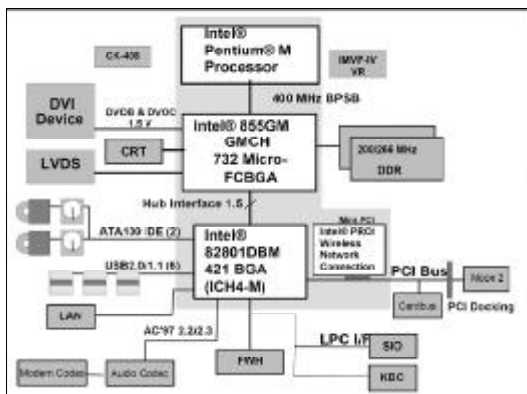 Intel®
Pentium® M
Processor
CK-408
IMVP-IV
VR
400 MHz BPSB
DVI
Device
DVOB & DVOC
1.5 V
Intel® 855GM
GMCH
732 Micro-
FCBGA
CRT
LVDS
200/266 MHz
DDR
Hub Interface 1.5
ATA100 IDE (2)
Intel®
82801DBM
421 BGA
(ICH4-M)
Mini-PCI
Intel® PRO/
Wireless
Network
Connection
USB2.0/1.1 (6)
PCI Bus
Moon 2
Cardbus
PCI Docking
LAN
AC'97 2.2/2.3
Modem Codec
Audio Codec
FWH
LPC I/F
SIO
KBC